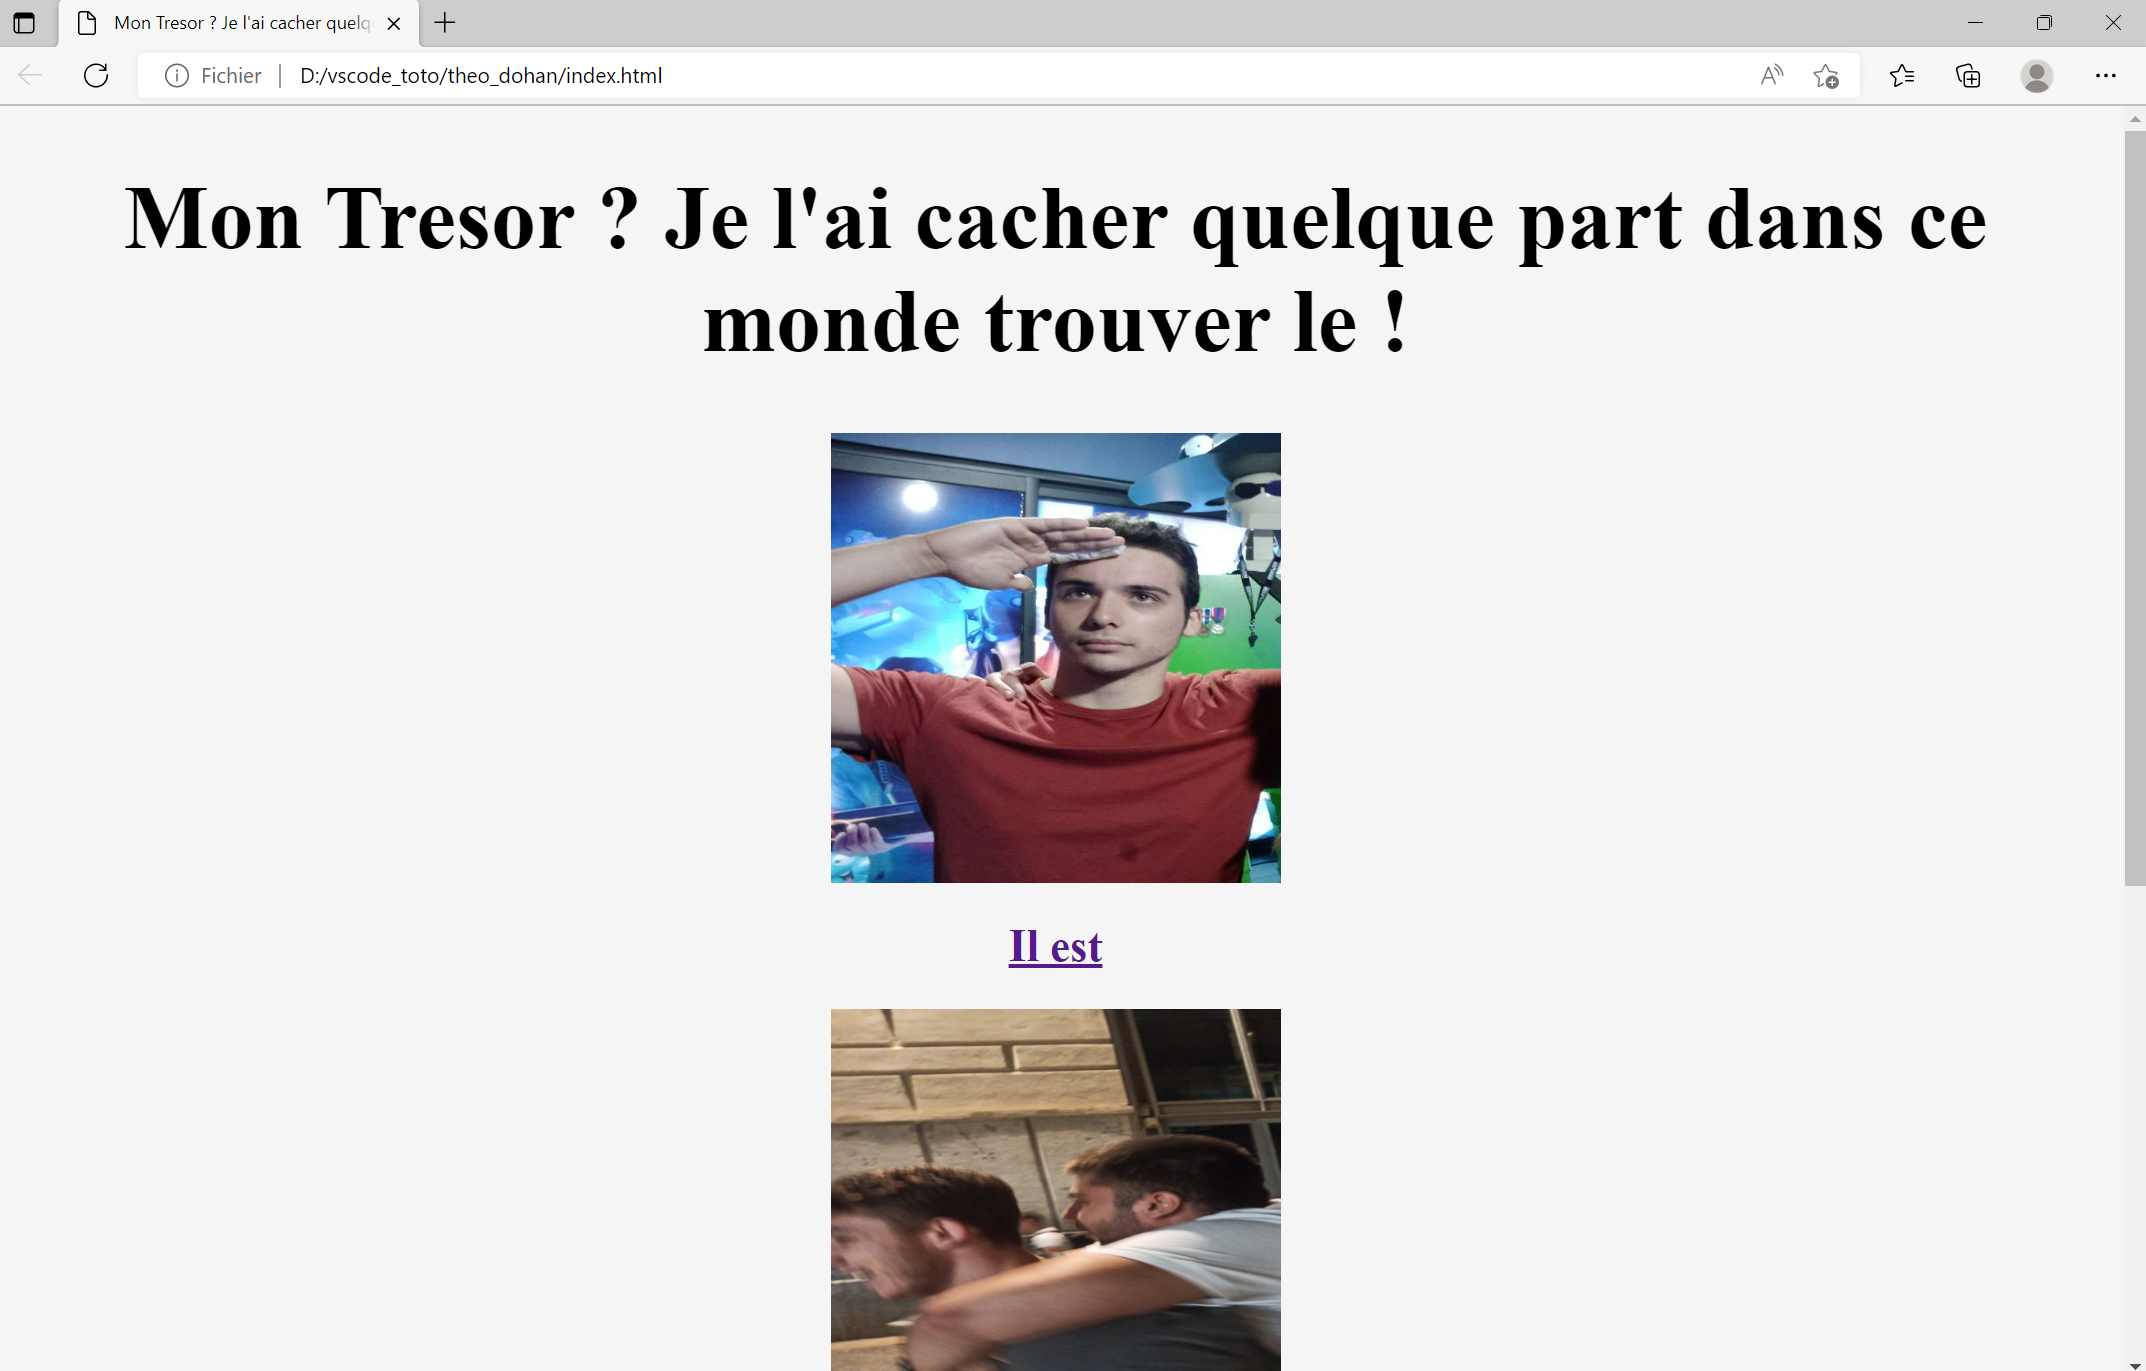 Mon Tresor ? Je l'ai cacher quelq
Fichier
D:/vscode_toto/theo_dohan/index.html
Mon Tresor ? Je l'ai cacher quelque part dans ce
monde trouver le !
Il est